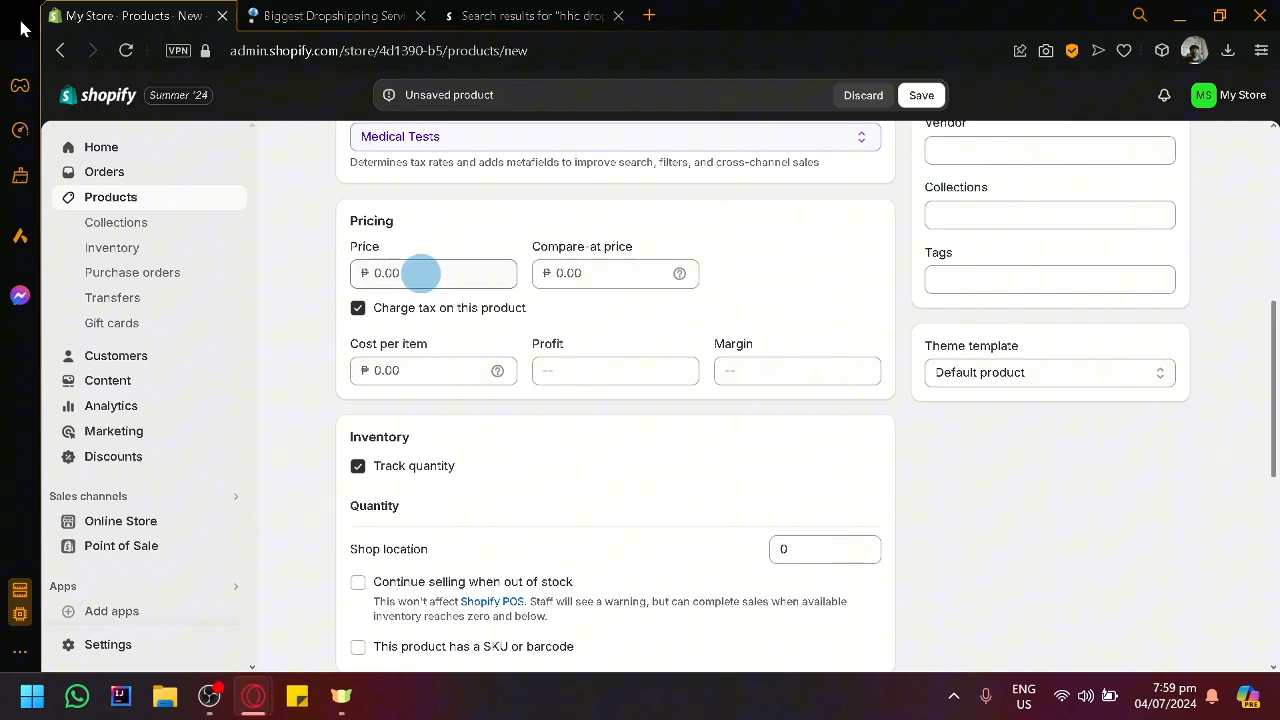 My Store - Products - New
Biggest Dropshipping Servi
Search results for "hhc drop
VPN
admin.shopify.com/store/4d1390-b5/products/new
shopify
Summer '24
Unsaved product
Discard
Save
MS
My Store
Home
Orders
Products
Collections
Inventory
Purchase orders
Transfers
Gift cards
Customers
Content
Analytics
Marketing
Discounts
Sales channels
Online Store
Point of Sale
Apps
Add apps
Settings
Medical Tests
Determines tax rates and adds metafields to improve search, filters, and cross-channel sales
Pricing
Price
Compare-at price
₱ 0.00
₱ 0.00
Charge tax on this product
Cost per item
Profit
Margin
₱ 0.00
--
--
Inventory
Track quantity
Quantity
Shop location
0
Continue selling when out of stock
This won't affect Shopify POS. Staff will see a warning, but can complete sales when available
inventory reaches zero and below.
This product has a SKU or barcode
Vendor
Collections
Tags
Theme template
Default product
ENG
US
7:59 pm
04/07/2024
PRE